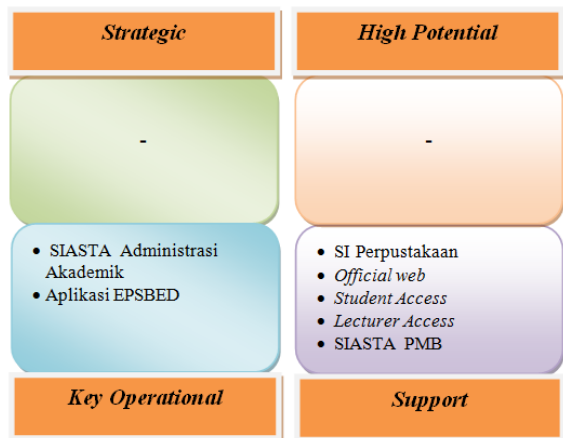 Strategic
High Potential
-
-
• SIASTA Administrasi
Akademik
• Aplikasi EPSBED
• SI Perpustakaan
• Official web
• Student Access
• Lecturer Access
• SIASTA PMB
Key Operational
Support